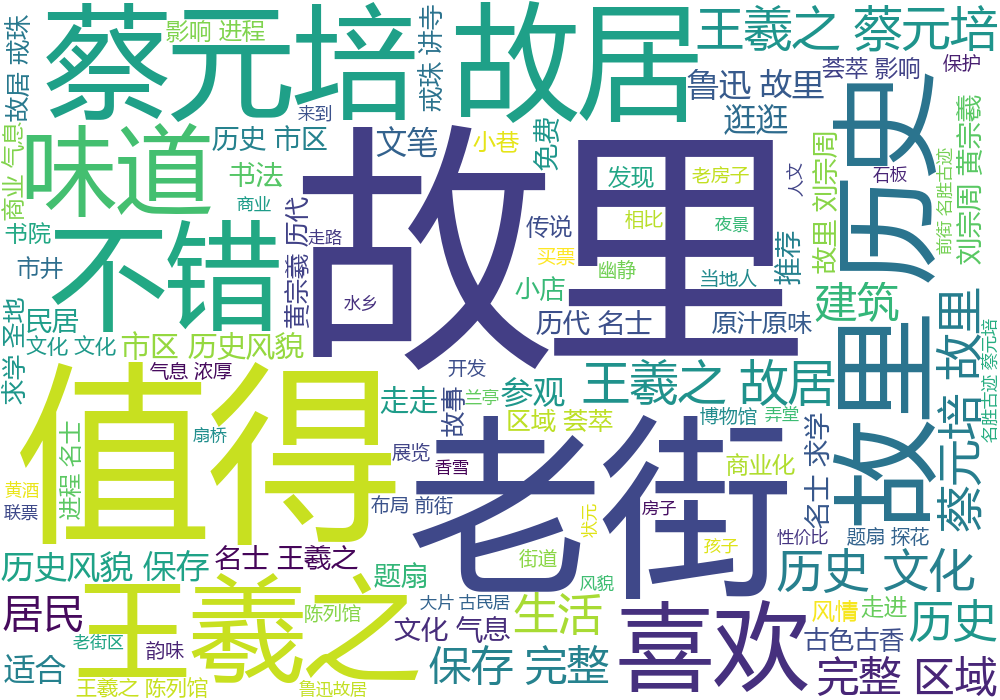 影响 进程
蔡元培 故居
王羲之 蔡元培
故居 戒珠
戒珠 讲寺
鲁迅 故里
荟萃 影响
保护
来到
逛逛
历史
味道
历史 市区
文笔
小巷
免费
商业 气息
书法
商业
故里
发现
老房子
人文
石板
故里 刘宗周
刘宗周 黄宗羲
前街 名胜古迹
书院
不错
黄宗羲 历代
走路
传说
相比
夜景
买票
推荐
市井
幽静
当地人
水乡
小店
建筑
求学 圣地
民居
历代 名士
原汁原味
故里 历史
蔡元培 故里
名胜古迹 蔡元培
文化 文化
市区 历史风貌
气息 浓厚
开发
值得
走走
故事
兰亭
参观
王羲之 故居
区域 荟萃
博物馆
弄堂
名士 求学
进程 名士
扇桥
展览
老街
香雪
商业化
黄酒
联票
布局 前街
房子
状元
性价比
题扇 探花
孩子
历史风貌 保存
名士 王羲之
题扇
街道
风貌
历史 文化
居民
王羲之
陈列馆
大片 古民居
生活
喜欢
风情
走进
历史
老街区
韵味
文化 气息
古色古香
适合
保存 完整
完整 区域
王羲之 陈列馆
鲁迅故居